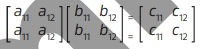 [a₁₁ a₁₂] [b₁₁ b₁₂] = [c₁₁ c₁₂]
[a₁₁ a₁₂] [b₁₁ b₁₂] = [c₁₁ c₁₂]